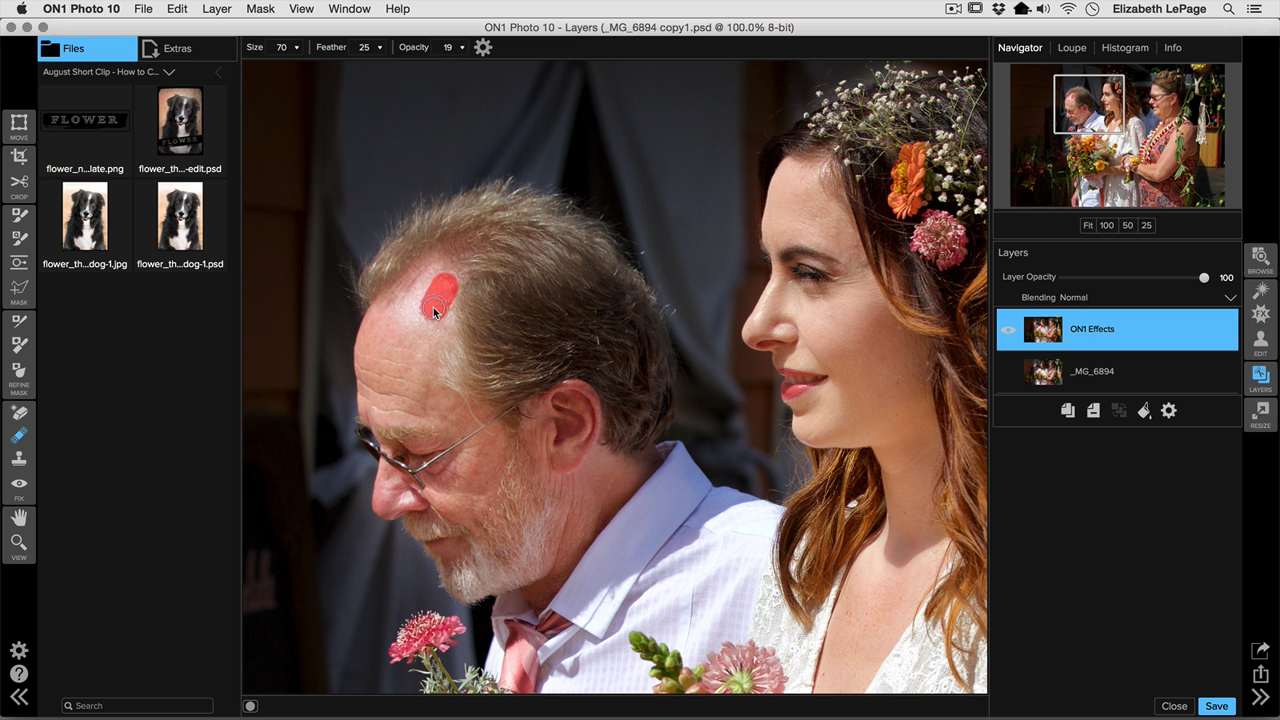 ON1 Photo 10 File Edit Layer Mask View Window Help Elizabeth LePage
ON1 Photo 10 - Layers (_MG_6894 copy1.psd @ 100.0% 8-bit)
Files Extras
August Short Clip - How to C...
FLOWER
flower_n...late.png flower_th...-edit.psd
flower_th...dog-1.jpg flower_th...dog-1.psd
Search
MOVE
CROP
MASK
REFINE
MASK
FIX
VIEW
Size 70 Feather 25 Opacity 19
Navigator Loupe Histogram Info
Fit 100 50 25
Layers
Layer Opacity 100
Blending Normal
ON1 Effects
_MG_6894
BROWSE
FX
EDIT
LAYERS
RESIZE
Close Save